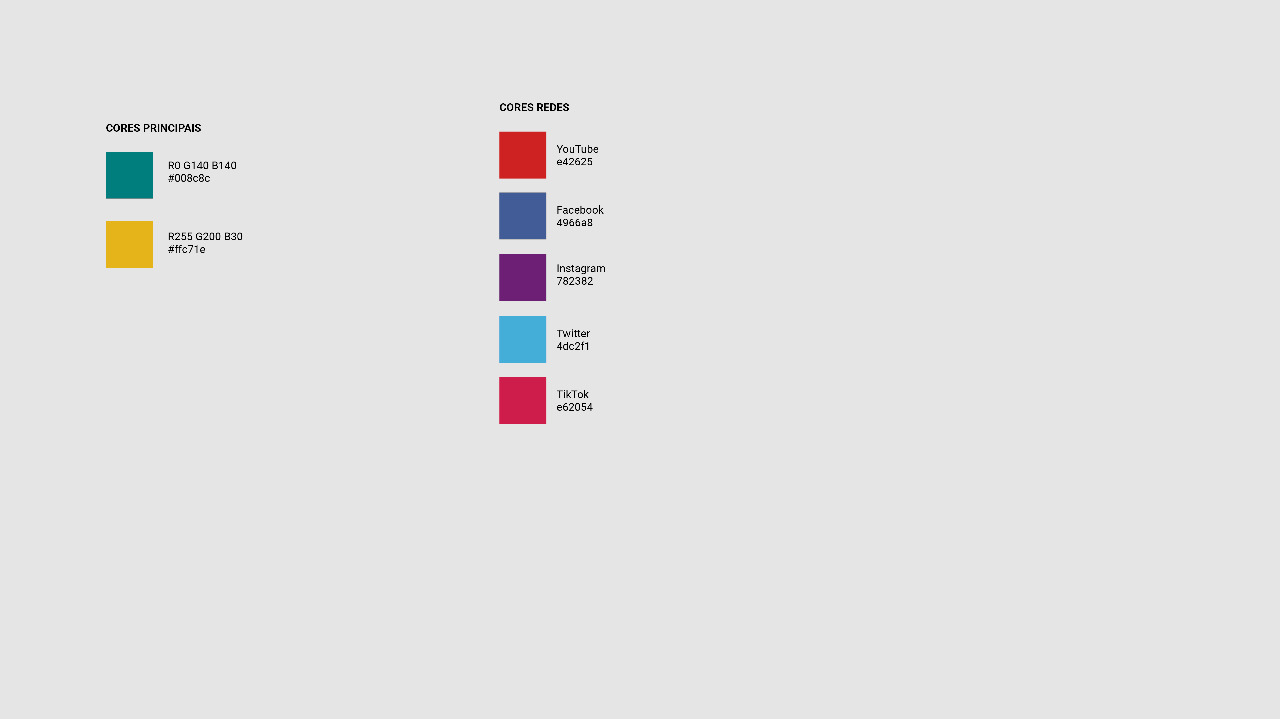 CORES PRINCIPAIS
R0 G140 B140
#008c8c
R255 G200 B30
#ffc71e
CORES REDES
YouTube
e42625
Facebook
4966a8
Instagram
782382
Twitter
4dc2f1
TikTok
e62054